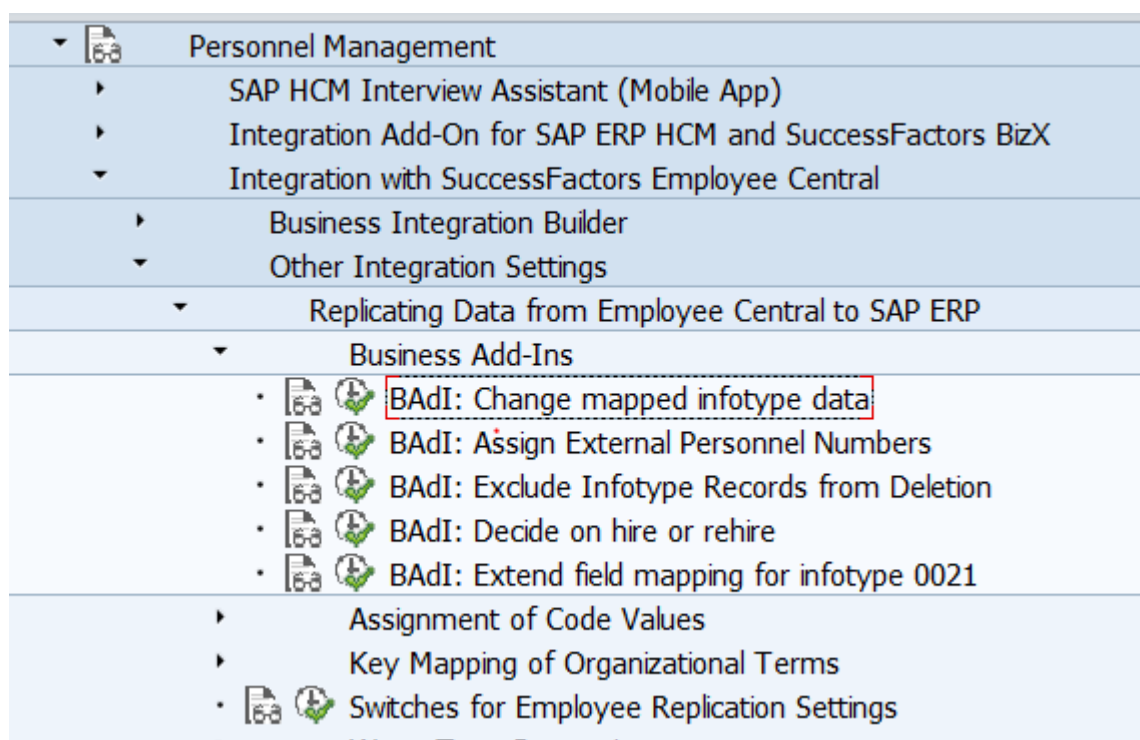 Personnel Management
SAP HCM Interview Assistant (Mobile App)
Integration Add-On for SAP ERP HCM and SuccessFactors BizX
Integration with SuccessFactors Employee Central
Business Integration Builder
Other Integration Settings
Replicating Data from Employee Central to SAP ERP
Business Add-Ins
BAdI: Change mapped infotype data
BAdI: Assign External Personnel Numbers
BAdI: Exclude Infotype Records from Deletion
BAdI: Decide on hire or rehire
BAdI: Extend field mapping for infotype 0021
Assignment of Code Values
Key Mapping of Organizational Terms
Switches for Employee Replication Settings